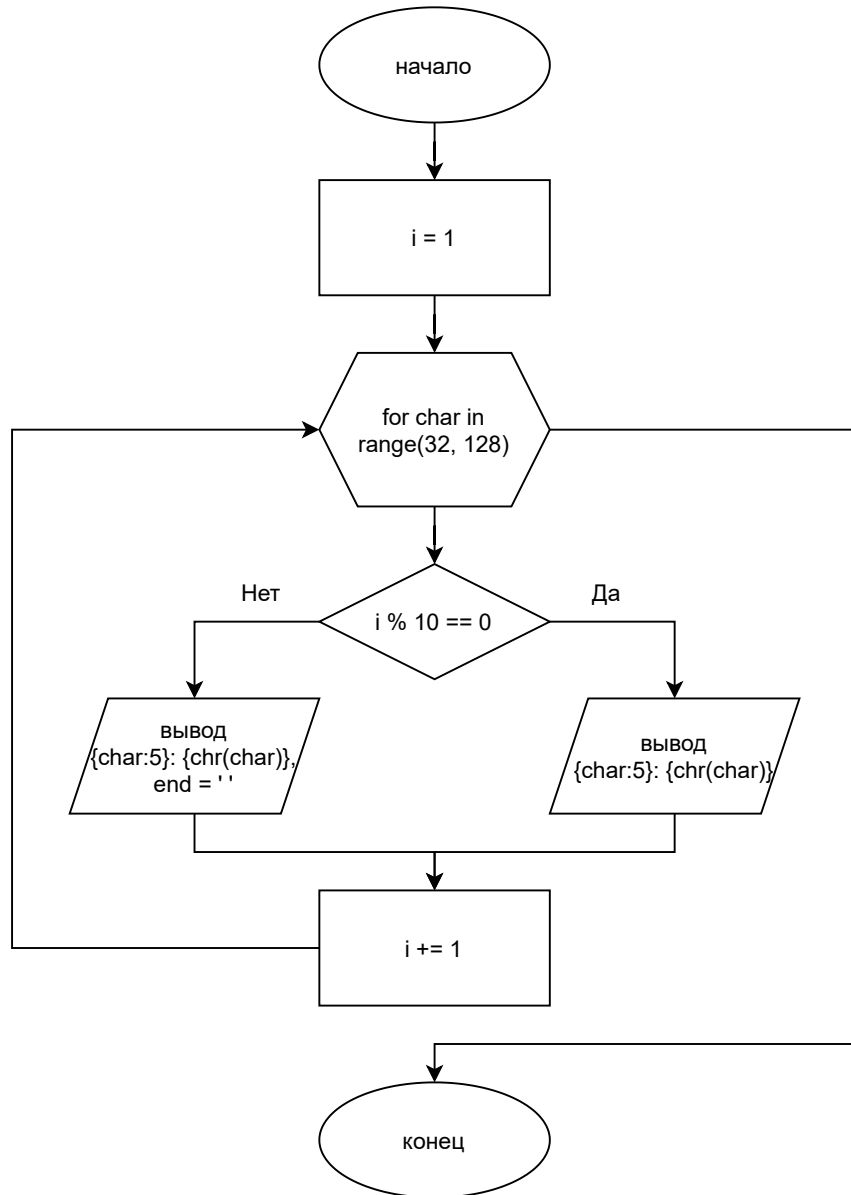 начало
i = 1
for char in
range(32, 128)
Нет
Да
i % 10 == 0
вывод
{char:5}: {chr(char)},
end = ' '
вывод
{char:5}: {chr(char)}
i += 1
конец